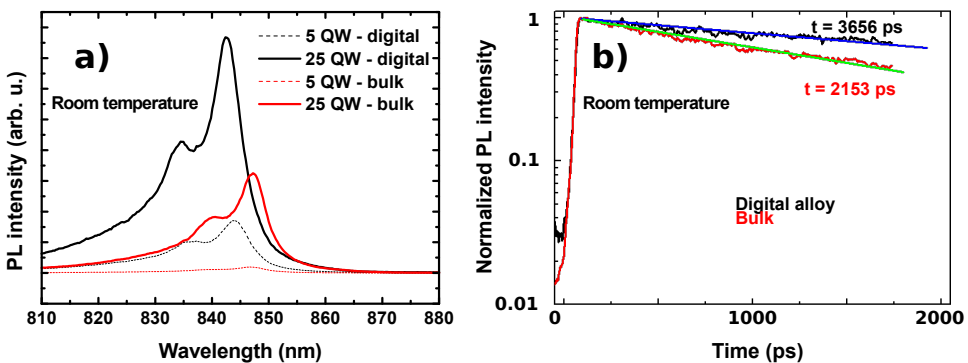 a)
5 QW - digital
25 QW - digital
5 QW - bulk
25 QW - bulk
Room temperature
PL intensity (arb. u.)
810 820 830 840 850 860 870 880
Wavelength (nm)
b)
t = 3656 ps
t = 2153 ps
Room temperature
Digital alloy
Bulk
Normalized PL intensity
1
0.1
0.01
0 1000 2000
Time (ps)